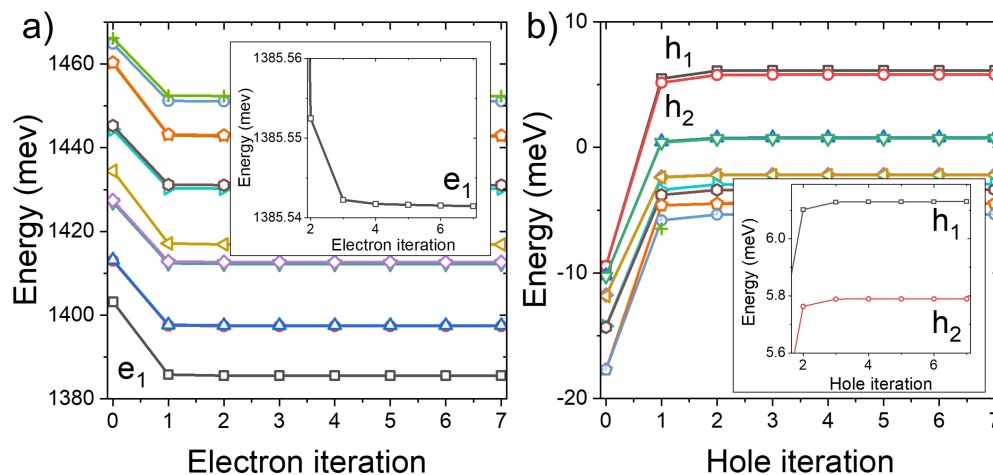 a)
Energy (mev)
1460
1440
1420
1400
1380
0 1 2 3 4 5 6 7
Electron iteration
e1
Energy (mev)
1385.56
1385.55
1385.54
2 4 6
Electron iteration
e1
b)
Energy (meV)
10
0
-10
-20
0 1 2 3 4 5 6 7
Hole iteration
h1
h2
Energy (meV)
6.0
5.8
5.6
2 4 6
Hole iteration
h1
h2